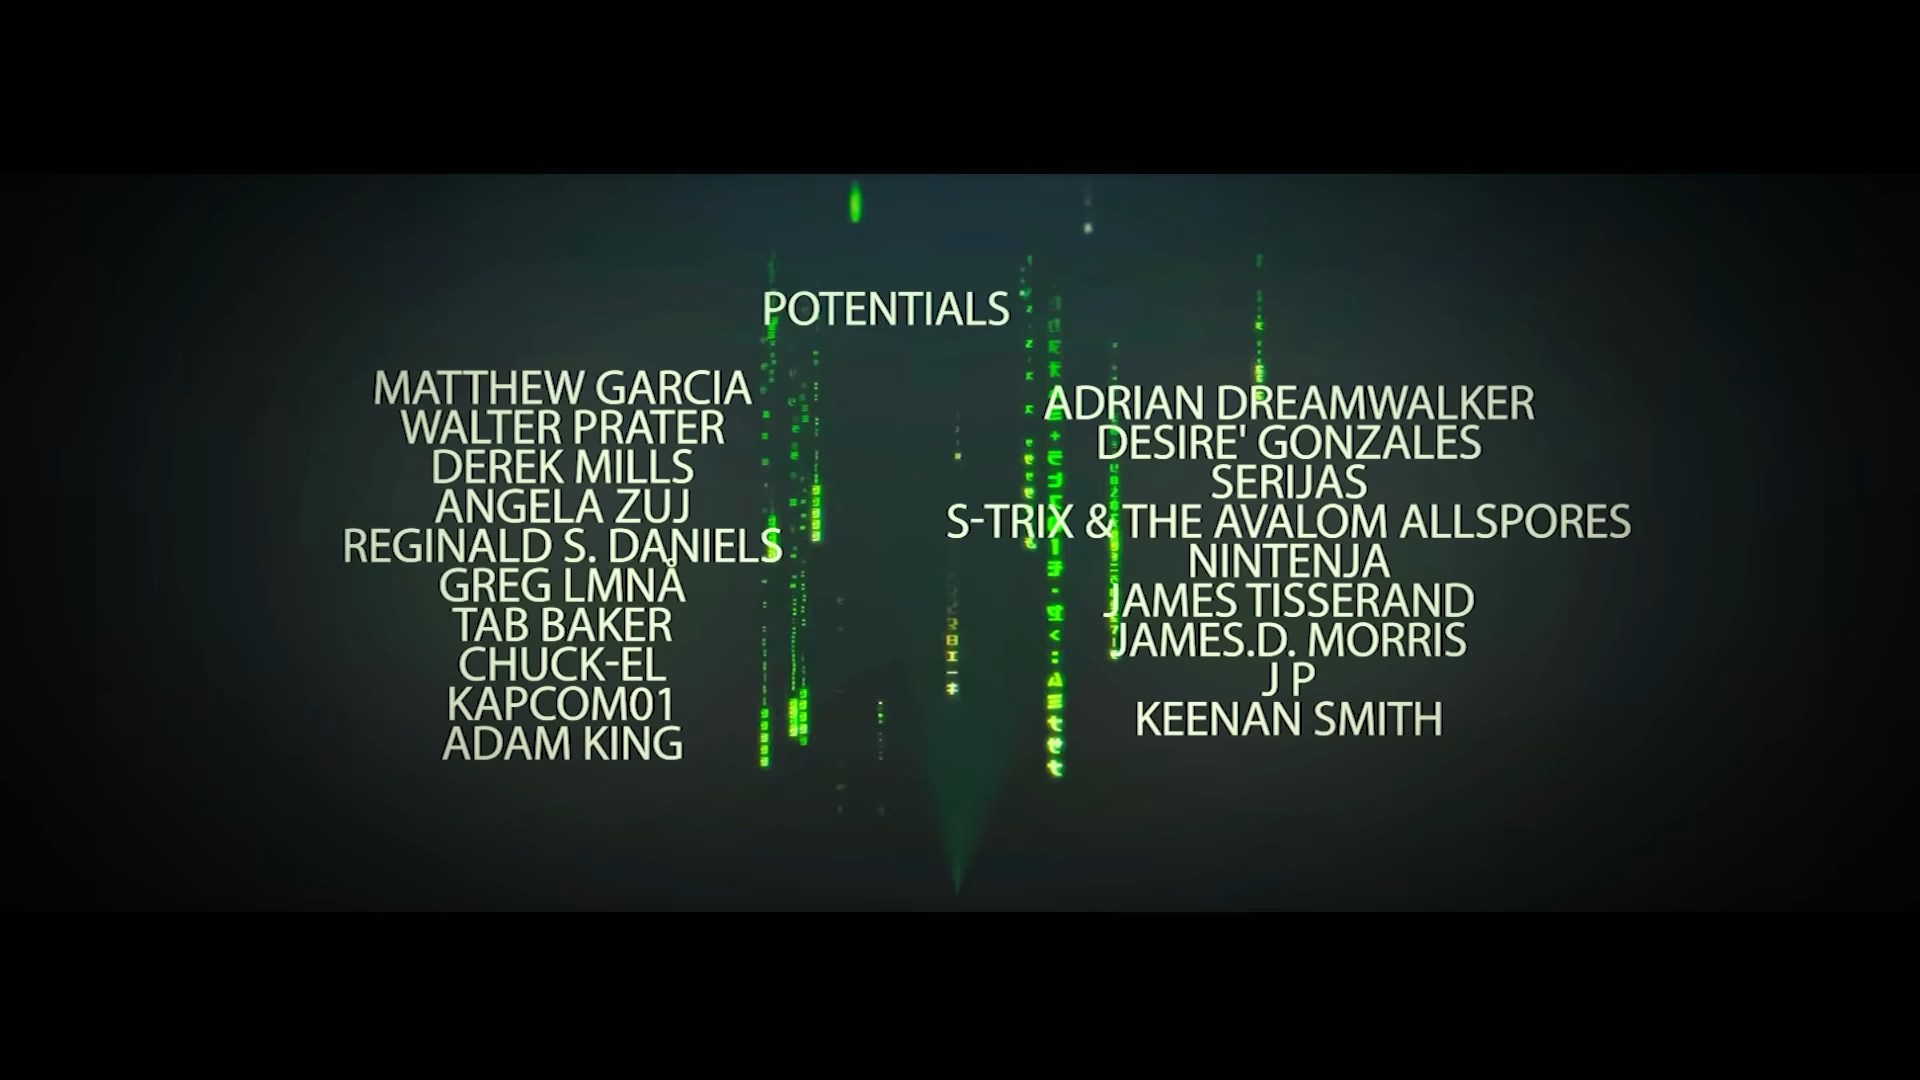 POTENTIALS
MATTHEW GARCIA
WALTER PRATER
DEREK MILLS
ANGELA ZUJ
REGINALD S. DANIELS
GREG LMNÅ
TAB BAKER
CHUCK-EL
KAPCOM01
ADAM KING
ADRIAN DREAMWALKER
DESIRE' GONZALES
SERIJAS
S-TRIX & THE AVALOM ALLSPORES
NINTENJA
JAMES TISSERAND
JAMES.D. MORRIS
J P
KEENAN SMITH